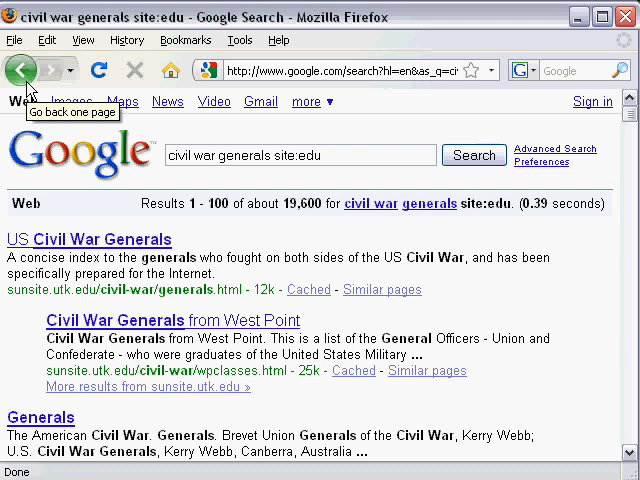 civil war generals site:edu - Google Search - Mozilla Firefox
File Edit View History Bookmarks Tools Help
http://www.google.com/search?hl=en&as_q=ci G Google
Web Images Maps News Video Gmail more ▼ Sign in
Go back one page
Google™ civil war generals site:edu Search Advanced Search
Preferences
Web Results 1 - 100 of about 19,600 for civil war generals site:edu. (0.39 seconds)
US Civil War Generals
A concise index to the generals who fought on both sides of the US Civil War, and has been
specifically prepared for the Internet.
sunsite.utk.edu/civil-war/generals.html - 12k - Cached - Similar pages
Civil War Generals from West Point
Civil War Generals from West Point. This is a list of the General Officers - Union and
Confederate - who were graduates of the United States Military ...
sunsite.utk.edu/civil-war/wpclasses.html - 25k - Cached - Similar pages
More results from sunsite.utk.edu »
Generals
The American Civil War. Generals. Brevet Union Generals of the Civil War, Kerry Webb;
U.S. Civil War Generals, Kerry Webb, Canberra, Australia ...
Done